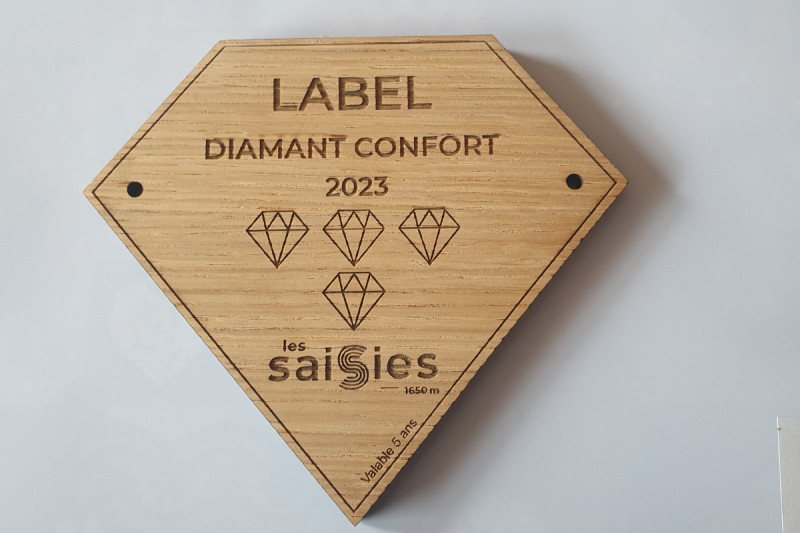 LABEL
DIAMANT CONFORT
2023
les
saiSies
1650 m
Valable 5 ans